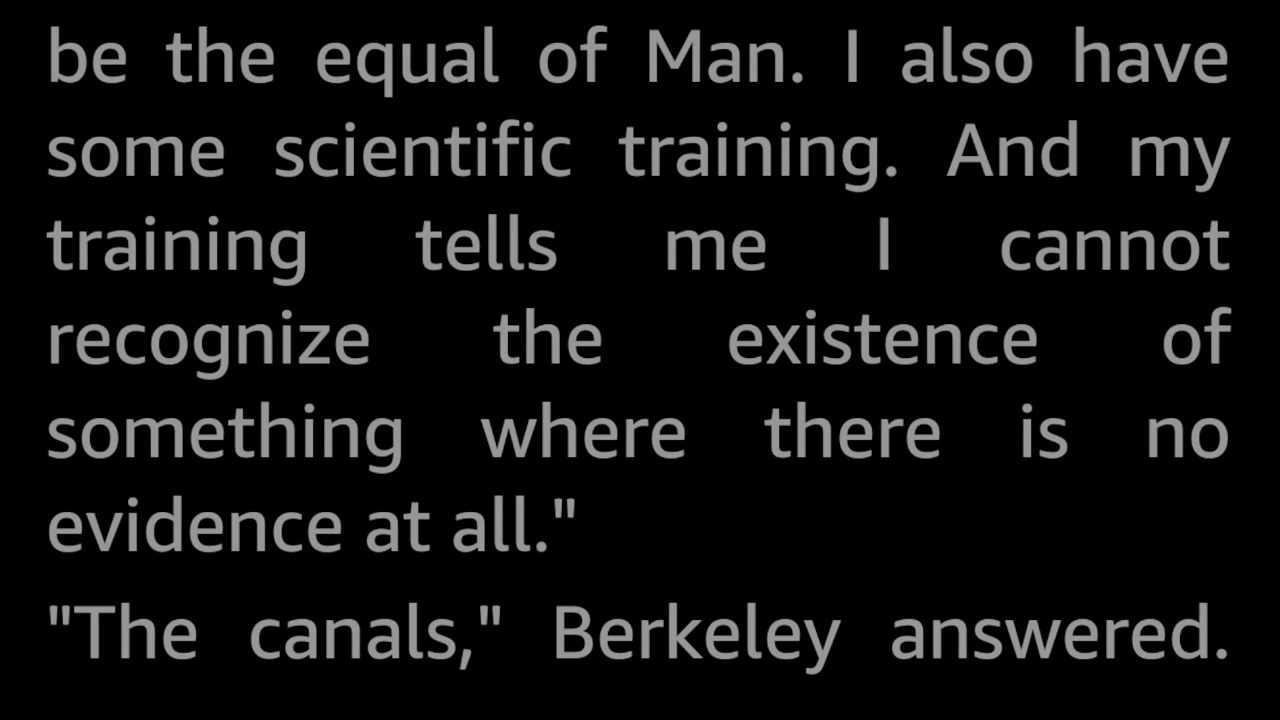 be the equal of Man. I also have
some scientific training. And my
training tells me I cannot
recognize the existence of
something where there is no
evidence at all."
"The canals," Berkeley answered.